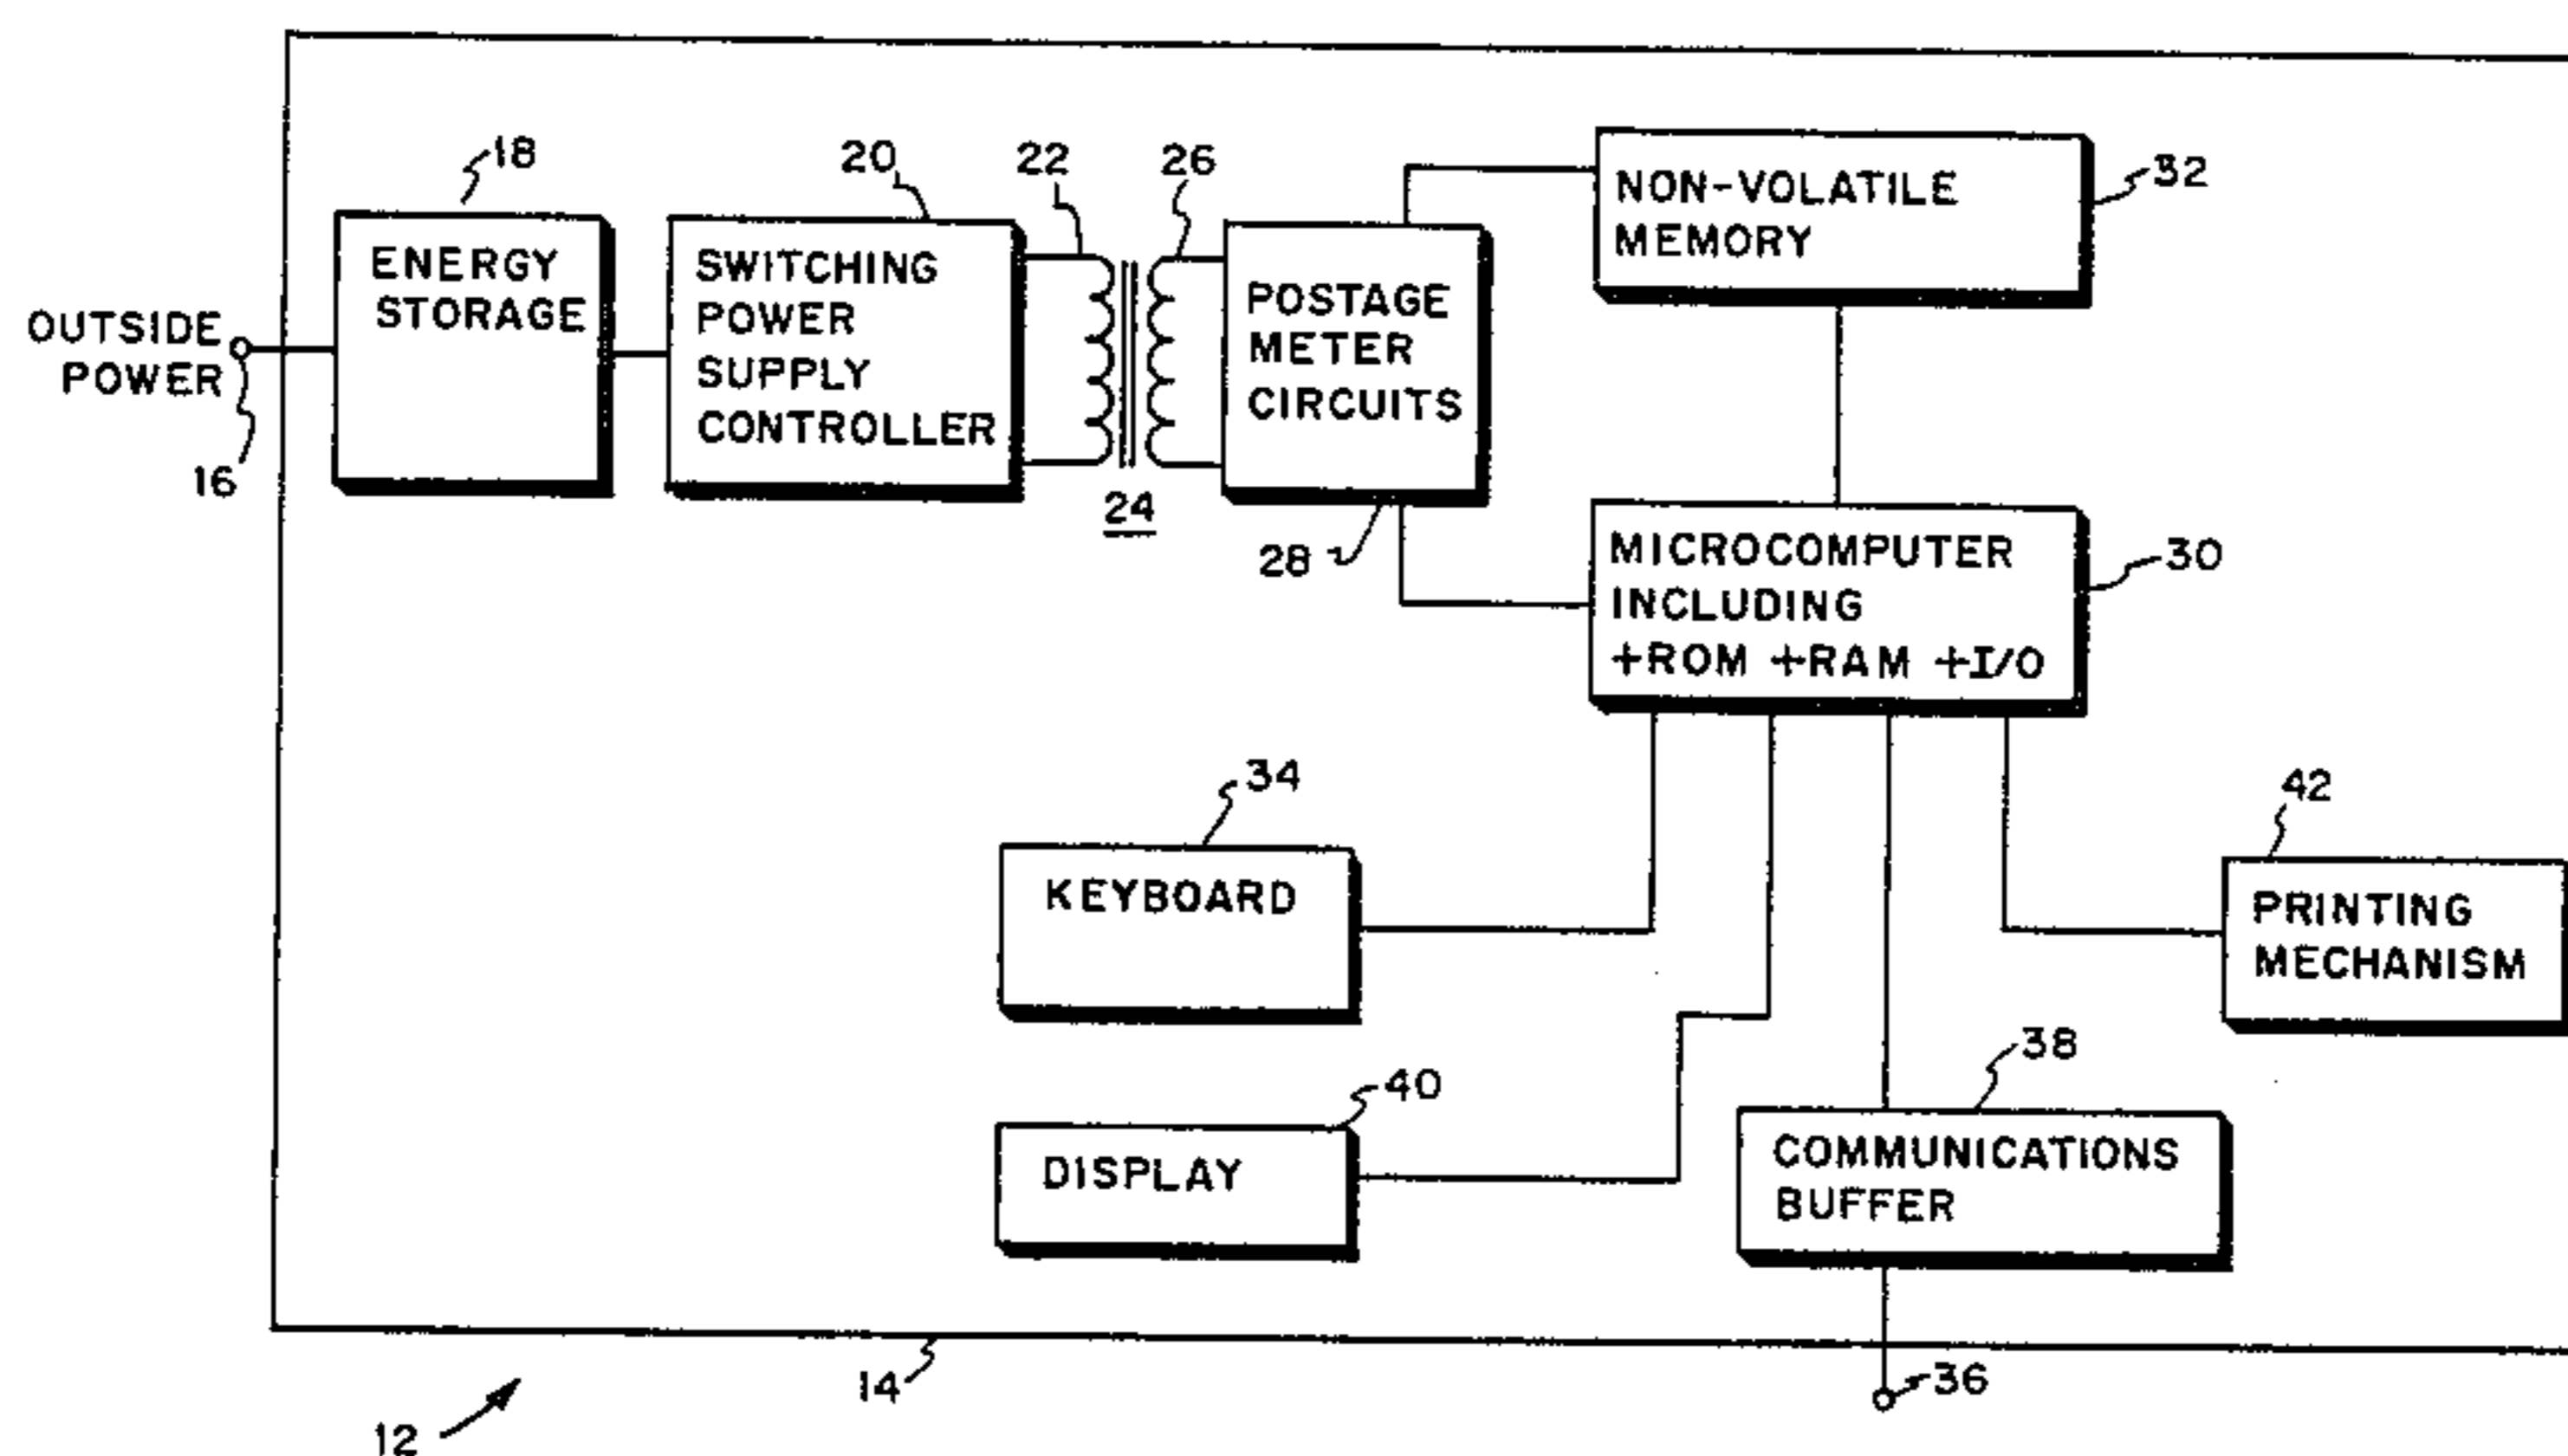 18
20
22
26
32
ENERGY
STORAGE
SWITCHING
POWER
SUPPLY
CONTROLLER
POSTAGE
METER
CIRCUITS
NON-VOLATILE
MEMORY
OUTSIDE
POWER
16
24
28
MICROCOMPUTER
INCLUDING
+ROM +RAM +I/O
30
34
KEYBOARD
42
PRINTING
MECHANISM
40
DISPLAY
38
COMMUNICATIONS
BUFFER
14
36
12